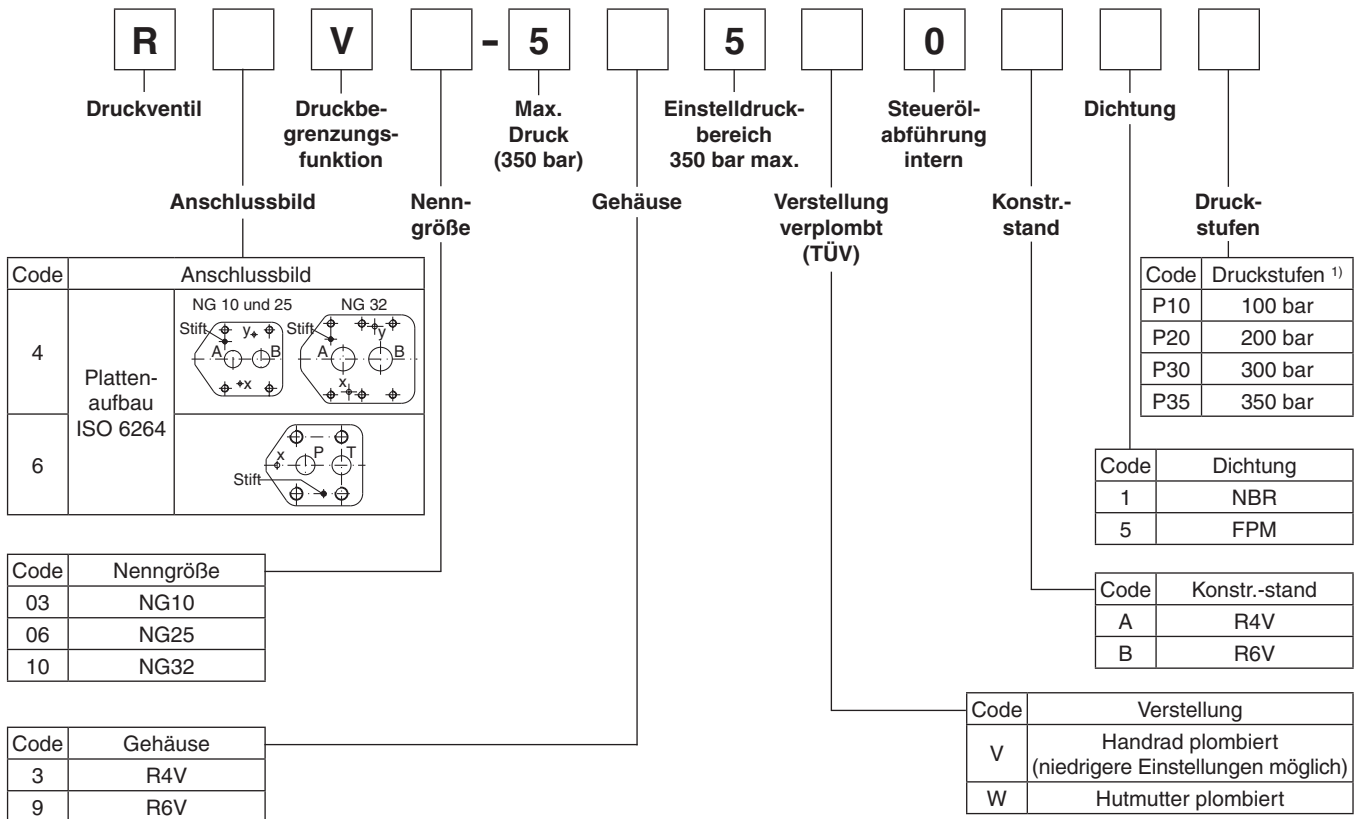 R V - 5 5 0
Druckventil
Druckbe-
grenzungs-
funktion
Max.
Druck
(350 bar)
Einstelldruck-
bereich
350 bar max.
Steueröl-
abführung
intern
Dichtung
Anschlussbild
Nenn-
größe
Gehäuse
Verstellung
verplombt
(TÜV)
Konstr.-
stand
Druck-
stufen
Code Anschlussbild
4
Platten-
aufbau
ISO 6264
NG 10 und 25
Stift
y
A B
x
NG 32
Stift
y
A B
x
6
x P T
Stift
Code Druckstufen 1)
P10 100 bar
P20 200 bar
P30 300 bar
P35 350 bar
Code Dichtung
1 NBR
5 FPM
Code Nenngröße
03 NG10
06 NG25
10 NG32
Code Konstr.-stand
A R4V
B R6V
Code Gehäuse
3 R4V
9 R6V
Code Verstellung
V Handrad plombiert
(niedrigere Einstellungen möglich)
W Hutmutter plombiert